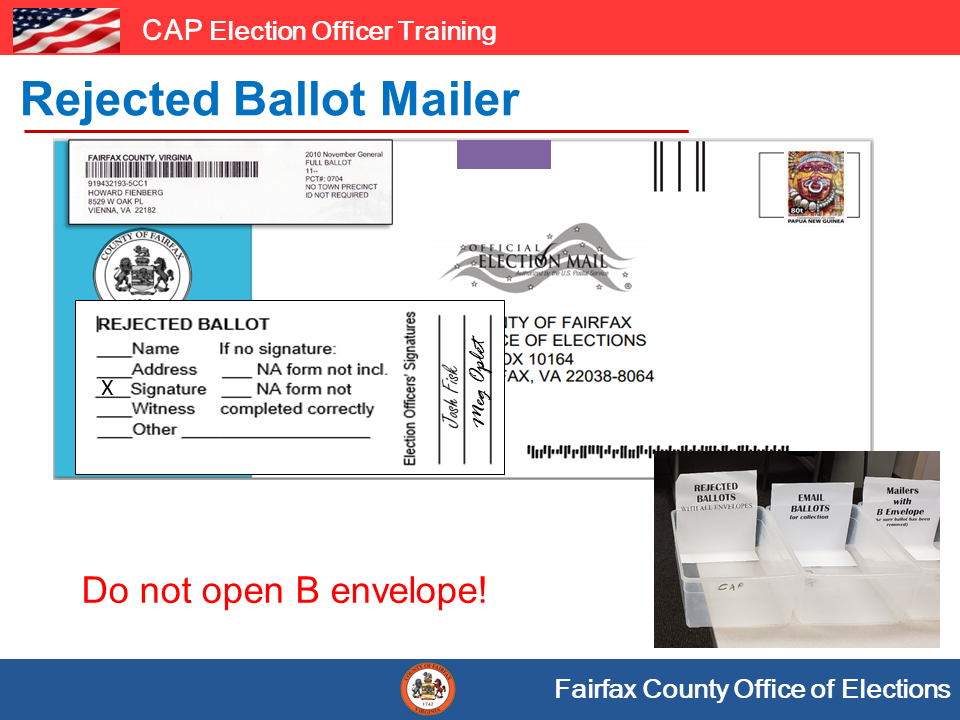 CAP Election Officer Training
Rejected Ballot Mailer
FAIRFAX COUNTY, VIRGINIA
919432193-5CC1
HOWARD FIENBERG
8529 W OAK PL
VIENNA, VA 22182
2010 November General
FULL BALLOT
11--
PCT#: 0704
NO TOWN PRECINCT
ID NOT REQUIRED
80t
PAPUA NEW GUINEA
COUNTY OF FAIRFAX
OFFICIAL
ELECTION MAIL
Authorized by the U.S. Postal Service
®
REJECTED BALLOT
____Name If no signature:
____Address ___ NA form not incl.
_X_Signature ___ NA form not
____Witness completed correctly
____Other ____________________
Election Officers' Signatures
Josh Fisk
Meg Oplet
TY OF FAIRFAX
CE OF ELECTIONS
OX 10164
FAX, VA 22038-8064
REJECTED
BALLOTS
WITH ALL ENVELOPES
EMAIL
BALLOTS
for collection
Mailers
with
B Envelope
sure ballot has been
removed)
CAP
Do not open B envelope!
COUNTY OF FAIRFAX
1742
VIRGINIA
Fairfax County Office of Elections